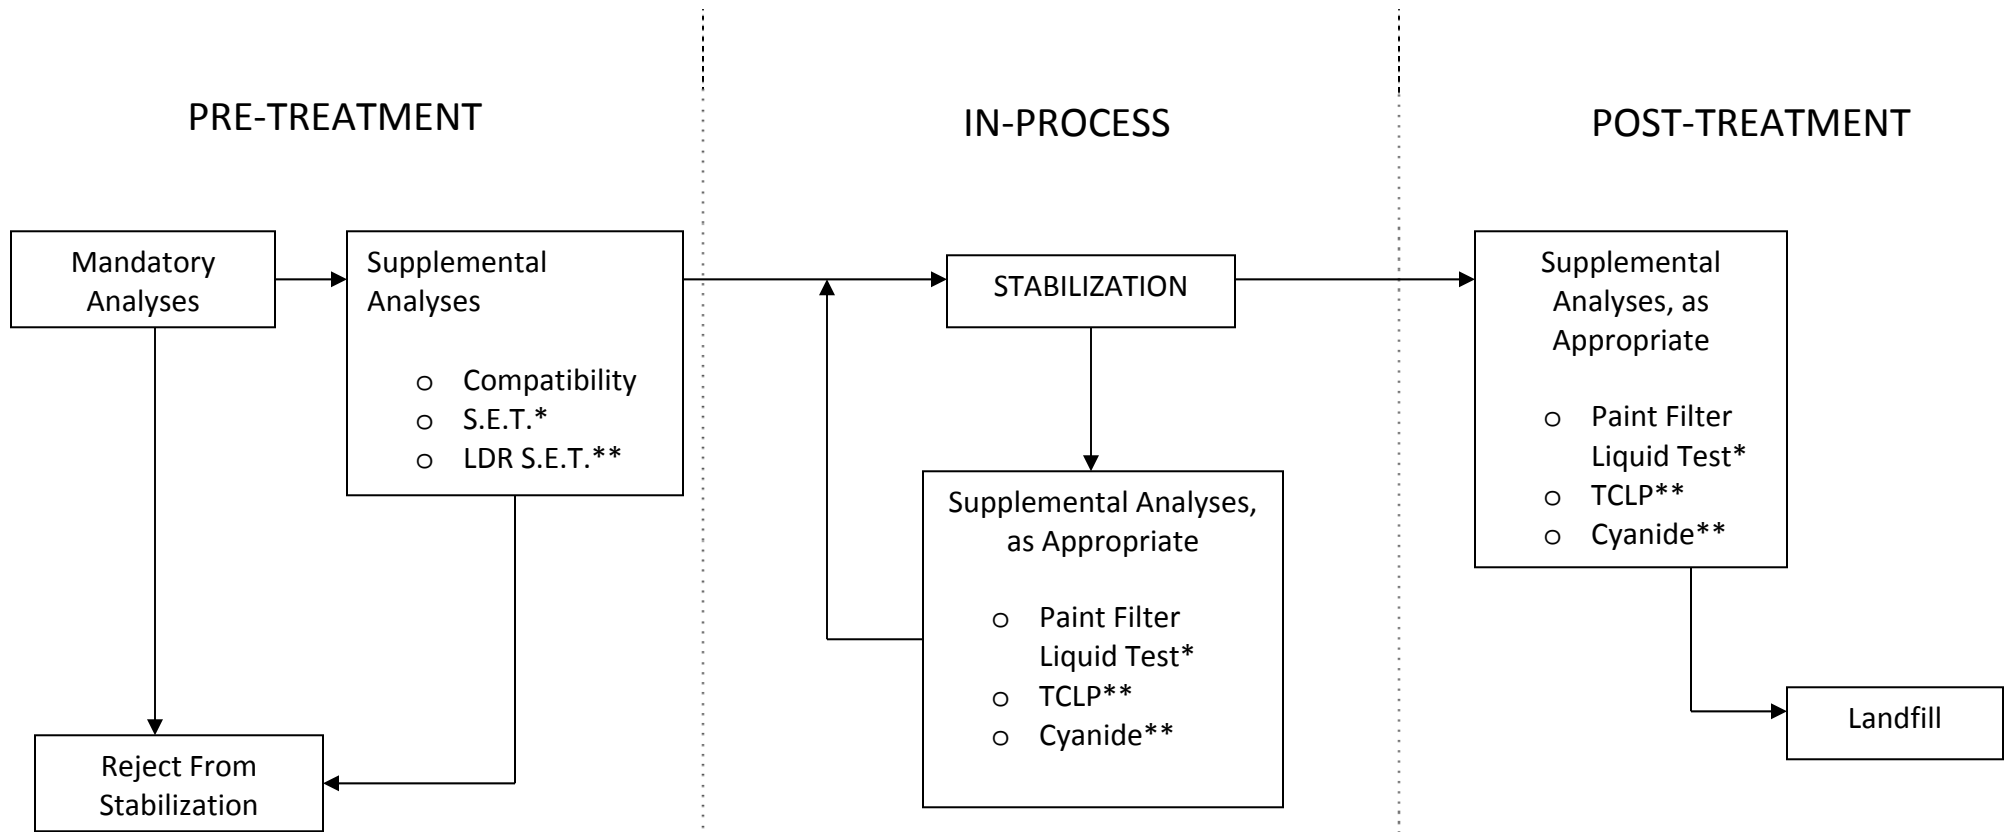 PRE-TREATMENT
IN-PROCESS
POST-TREATMENT
Mandatory
Analyses
Supplemental
Analyses
o Compatibility
o S.E.T.*
o LDR S.E.T.**
Reject From
Stabilization
STABILIZATION
Supplemental Analyses,
as Appropriate
o Paint Filter
Liquid Test*
o TCLP**
o Cyanide**
Supplemental
Analyses, as
Appropriate
o Paint Filter
Liquid Test*
o TCLP**
o Cyanide**
Landfill